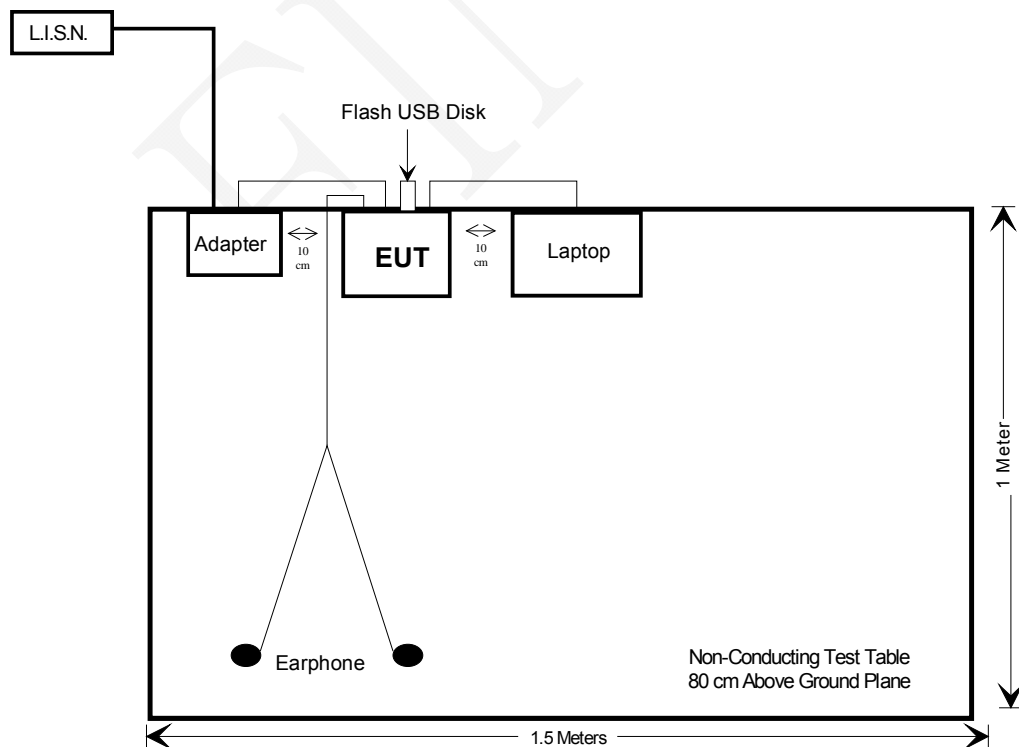 L.I.S.N.
Flash USB Disk
Adapter
10
cm
EUT
10
cm
Laptop
1 Meter
Earphone
Non-Conducting Test Table
80 cm Above Ground Plane
1.5 Meters